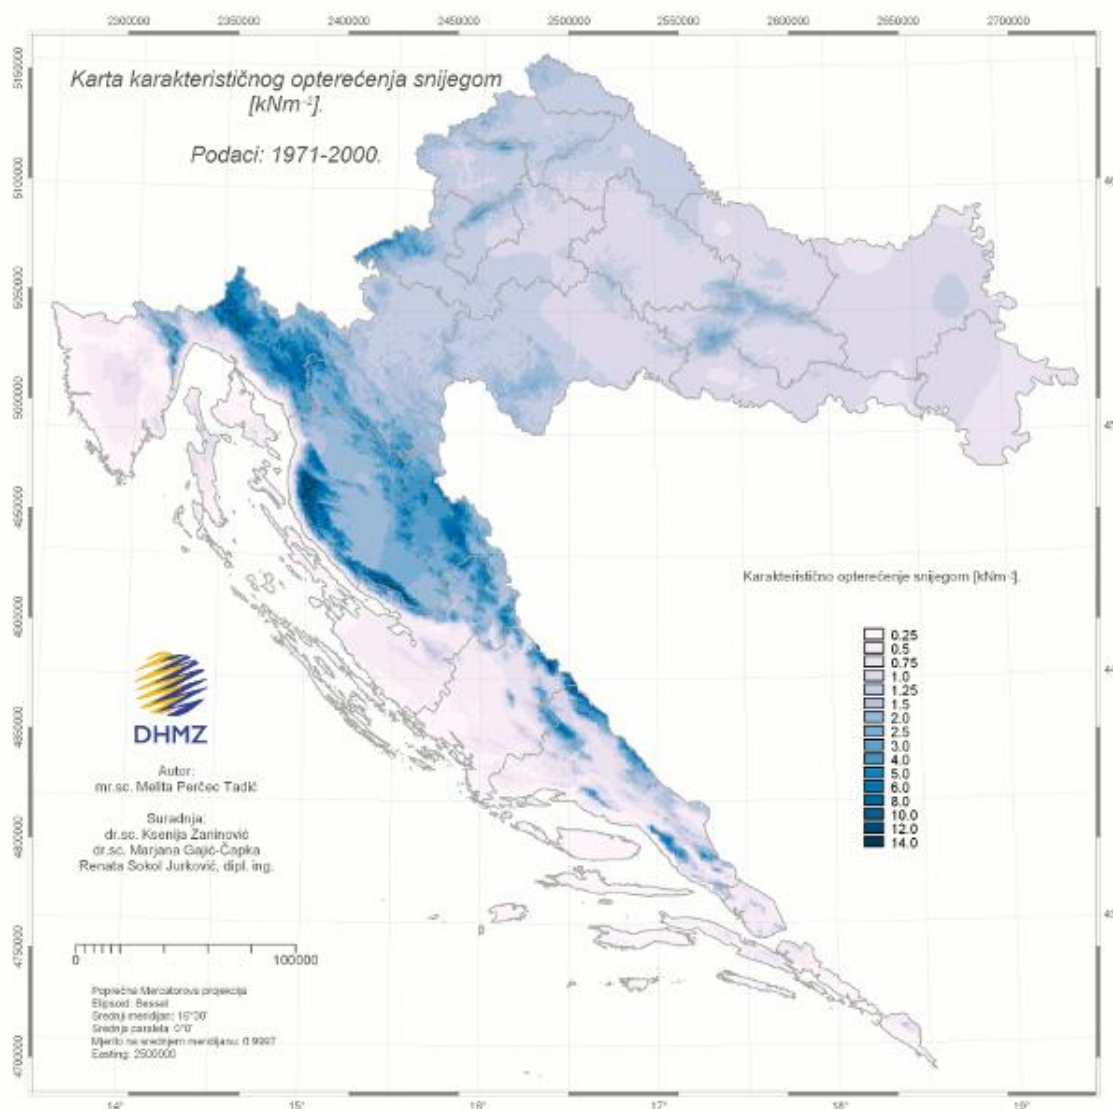 2300000 2350000 2400000 2450000 2500000 2550000 2600000 2650000 2700000
Karta karakterističnog opterećenja snijegom
[kNm⁻²].
Podaci: 1971-2000.
5150000
5100000
5050000
5000000
4950000
4900000
4850000
4800000
4750000
4700000
Karakteristično opterećenje snijegom [kNm⁻²].
0.25
0.5
0.75
1.0
1.25
1.5
2.0
2.5
3.0
4.0
5.0
6.0
8.0
10.0
12.0
14.0
DHMZ
Autor:
mr.sc. Melita Perčec Tadić
Suradnja:
dr.sc. Ksenija Zaninović
dr.sc. Marjana Gajić-Čapka
Renata Sokol Jurković, dipl. ing.
0 100000
Poprečna Mercatorova projekcija
Elipsoid: Bessel
Srednji meridijan: 16°30'
Srednja paralela: 0°0'
Mjerilo na srednjem meridijanu: 0.9997
Easting: 2500000
14° 15° 16° 17° 18° 19°